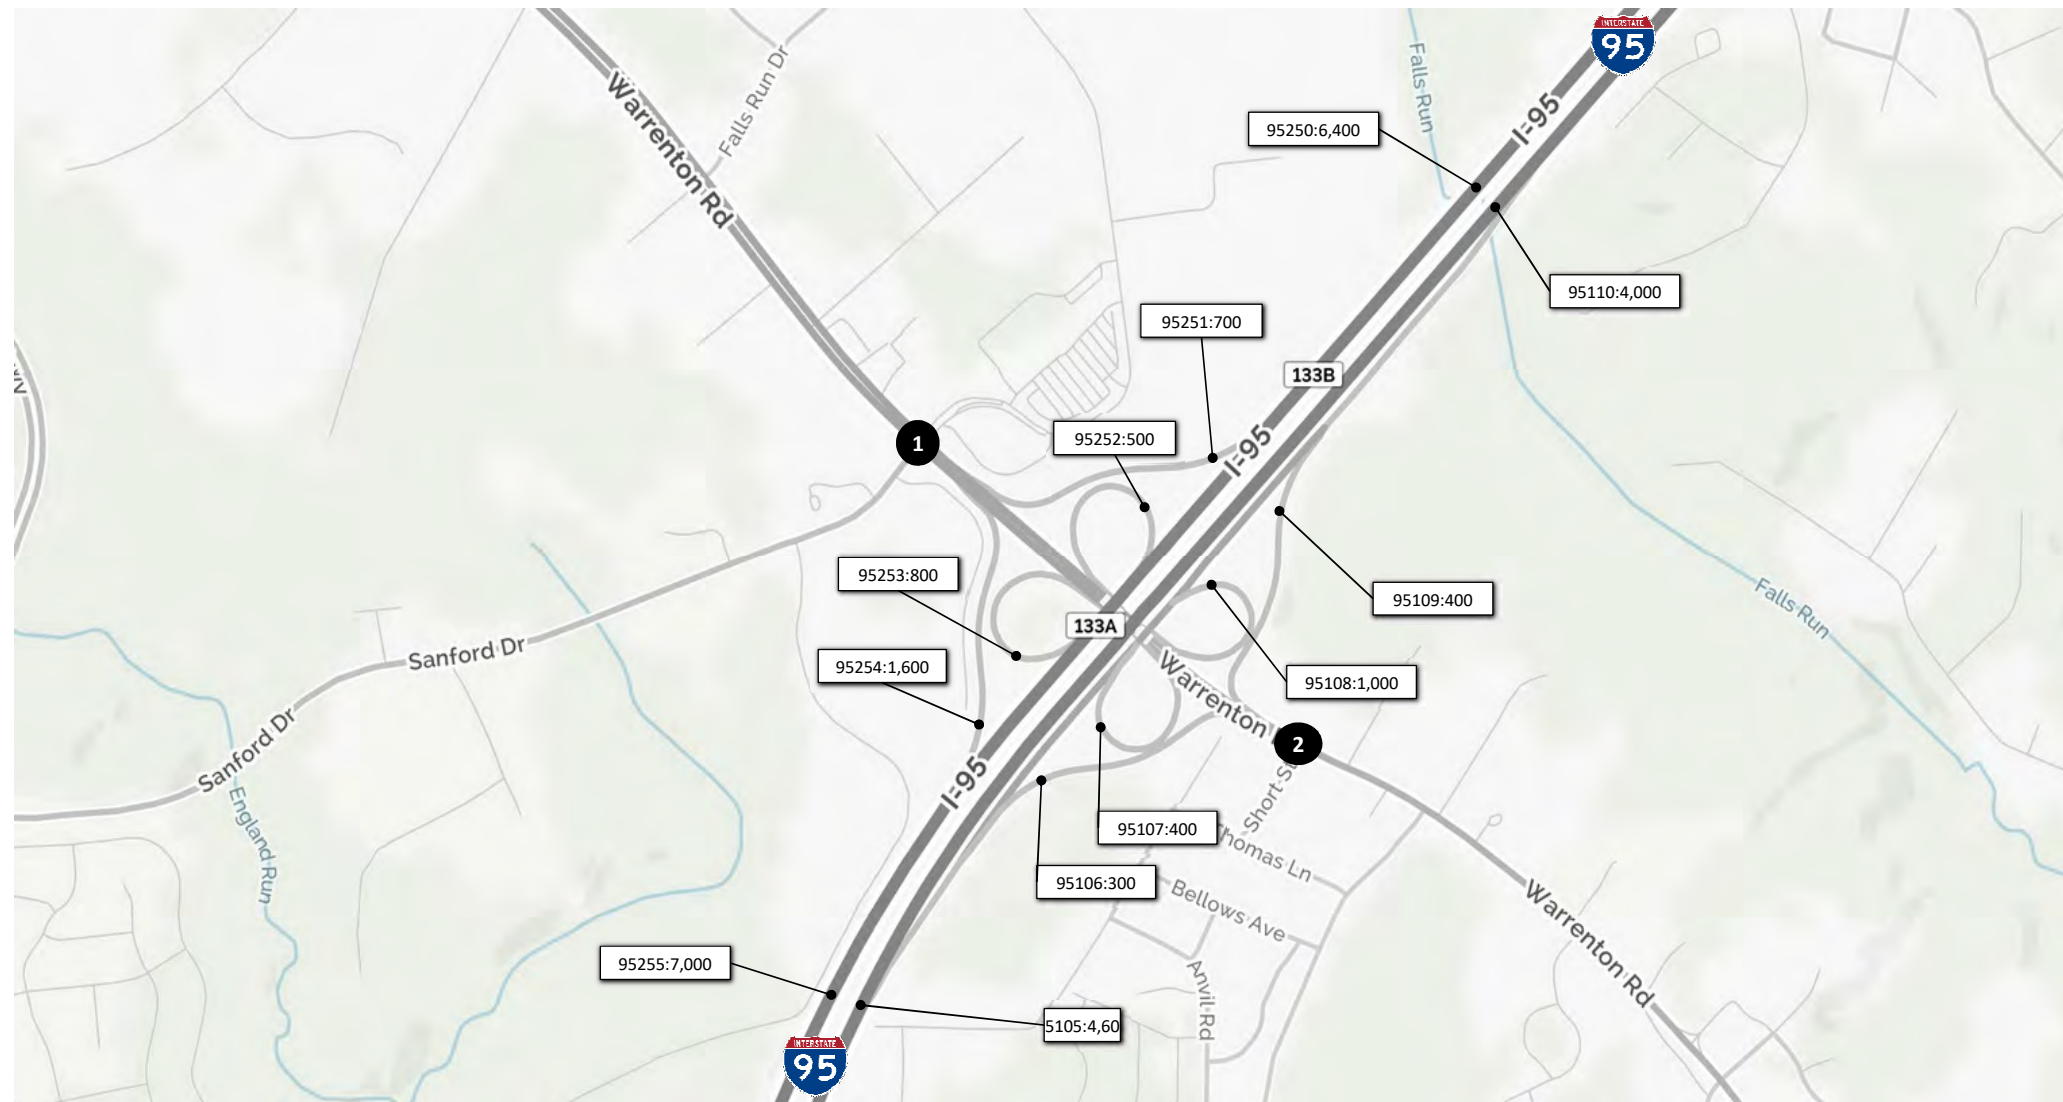 INTERSTATE
95
Falls Run Dr
Falls Run
Warrenton Rd
I-95
95250:6,400
95110:4,000
95251:700
133B
95252:500
1
I-95
95253:800
95109:400
Falls Run
133A
Sanford Dr
95254:1,600
95108:1,000
Warrenton
2
Sanford Dr
I-95
England Run
Short St
95107:400
Thomas Ln
95106:300
Bellows Ave
Warrenton Rd
95255:7,000
Anvil Rd
5105:4,60
INTERSTATE
95